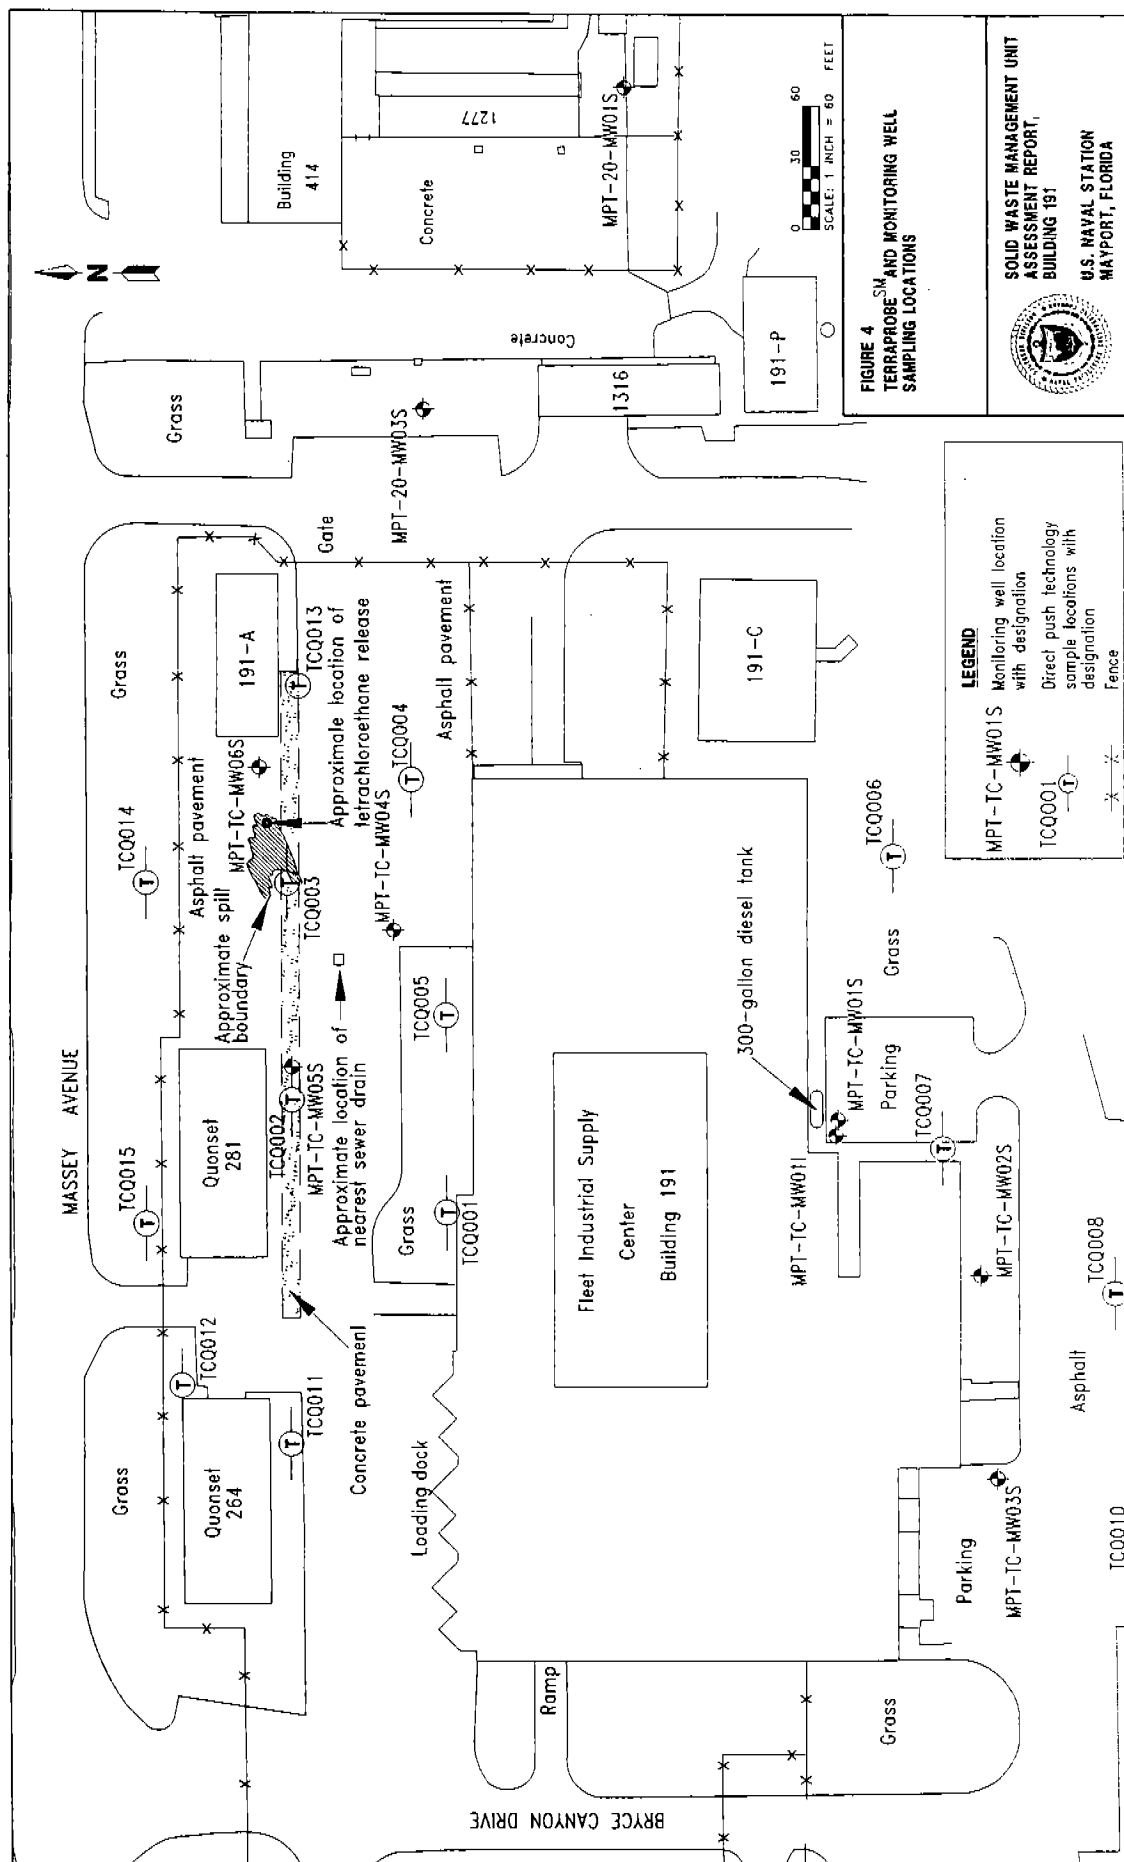 MASSEY AVENUE
Grass
TCQ015
TCQ014
Grass
Grass
Quonset
264
TCQ012
TCQ011
Quonset
281
TCQ002
MPT-TC-MW05S
Asphalt pavement
Approximate spill
boundary
MPT-TC-MW06S
TCQ003
191-A
TCQ013
Gate
N
Building
414
1277
Concrete
Concrete
Concrete pavement
Approximate location of
nearest sewer drain
Approximate location of
tetrachloroethane release
MPT-TC-MW04S
TCQ004
Asphalt pavement
MPT-20-MW03S
MPT-20-MW01S
Loading dock
Grass
TCQ001
TCQ005
1316
191-P
Ramp
BRYCE CANYON DRIVE
Fleet Industrial Supply
Center
Building 191
191-C
300-gallon diesel tank
MPT-TC-MW01I
MPT-TC-MW01S
Parking
TCQ007
Grass
TCQ006
Grass
Parking
MPT-TC-MW03S
MPT-TC-MW02S
Asphalt
TCQ008
TCQ010
LEGEND
MPT-TC-MW01S
Monitoring well location
with designation
TCQ001
Direct push technology
sample locations with
designation
Fence
0 30 60
SCALE: 1 INCH = 60 FEET
FIGURE 4
TERRAPROBE SM AND MONITORING WELL
SAMPLING LOCATIONS
SOLID WASTE MANAGEMENT UNIT
ASSESSMENT REPORT,
BUILDING 191
U.S. NAVAL STATION
MAYPORT, FLORIDA